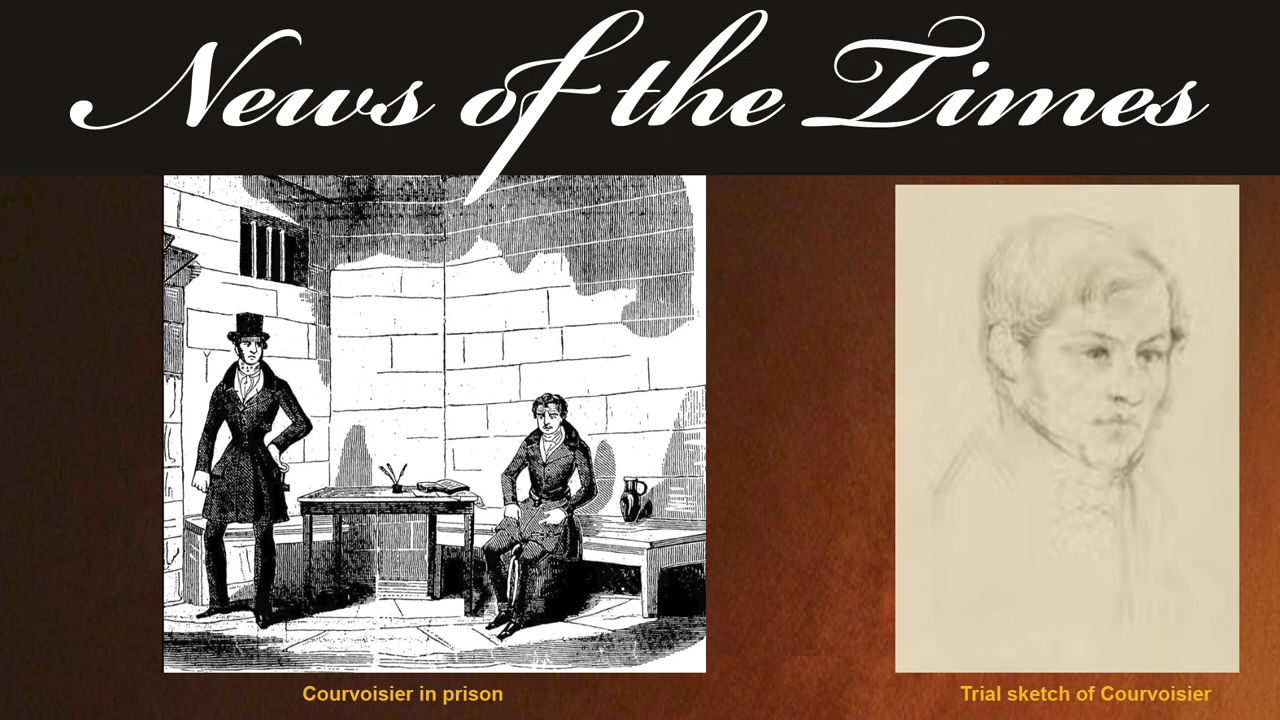 News of the Times
Courvoisier in prison
Trial sketch of Courvoisier